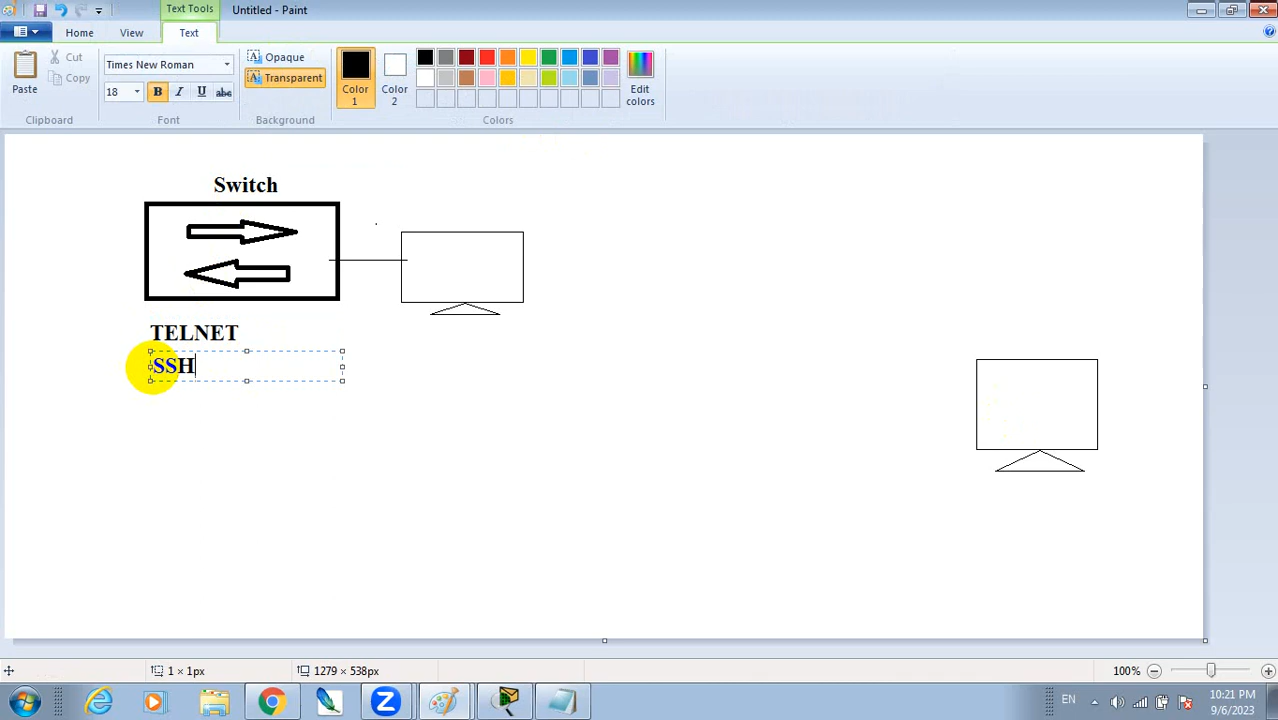 Text Tools
Untitled - Paint
Home
View
Text
Paste
Cut
Copy
Clipboard
Times New Roman
18
B
I
U
abc
Font
Opaque
Transparent
Background
Color 1
Color 2
Edit colors
Colors
Switch
TELNET
SSH
1 × 1px
1279 × 538px
100%
EN
10:21 PM
9/6/2023